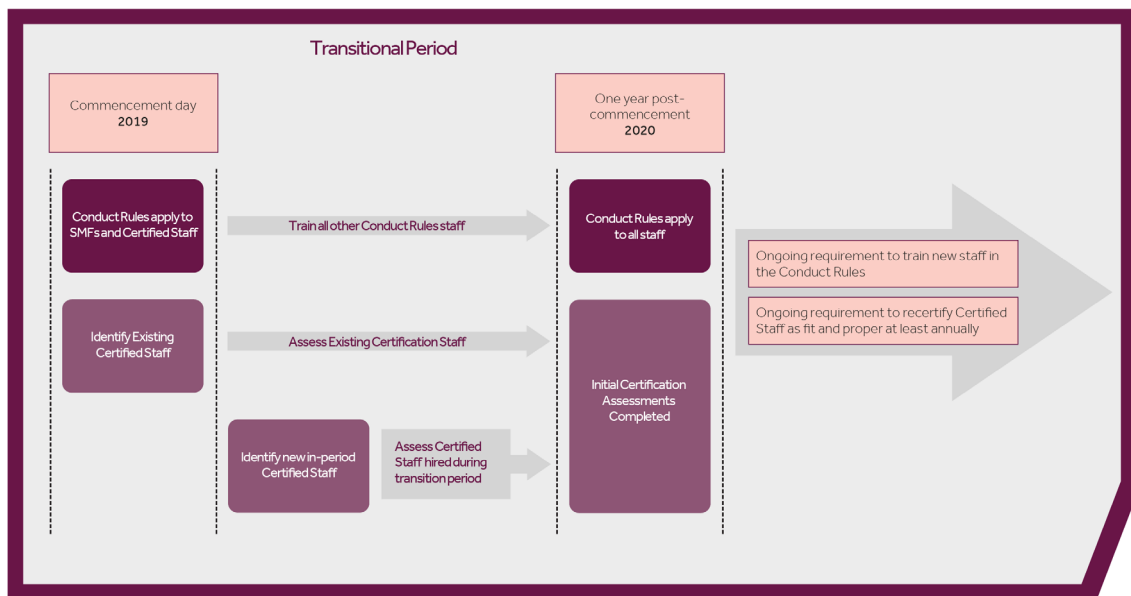 Transitional Period
Commencement day
2019
One year post-
commencement
2020
Conduct Rules apply to
SMFs and Certified Staff
Train all other Conduct Rules staff
Conduct Rules apply
to all staff
Ongoing requirement to train new staff in
the Conduct Rules
Ongoing requirement to recertify Certified
Staff as fit and proper at least annually
Identify Existing
Certified Staff
Assess Existing Certification Staff
Initial Certification
Assessments
Completed
Identify new in-period
Certified Staff
Assess Certified
Staff hired during
transition period